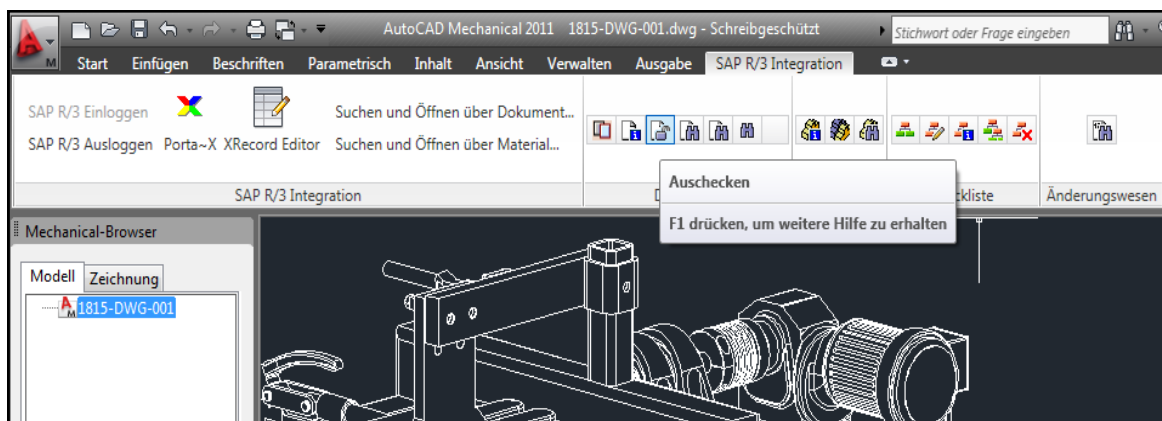 AutoCAD Mechanical 2011 1815-DWG-001.dwg - Schreibgeschützt
Stichwort oder Frage eingeben
M Start Einfügen Beschriften Parametrisch Inhalt Ansicht Verwalten Ausgabe SAP R/3 Integration
SAP R/3 Einloggen
Suchen und Öffnen über Dokument...
SAP R/3 Ausloggen Porta~X XRecord Editor Suchen und Öffnen über Material...
SAP R/3 Integration D ckliste Änderungswesen
Auschecken
F1 drücken, um weitere Hilfe zu erhalten
Mechanical-Browser
Modell Zeichnung
1815-DWG-001